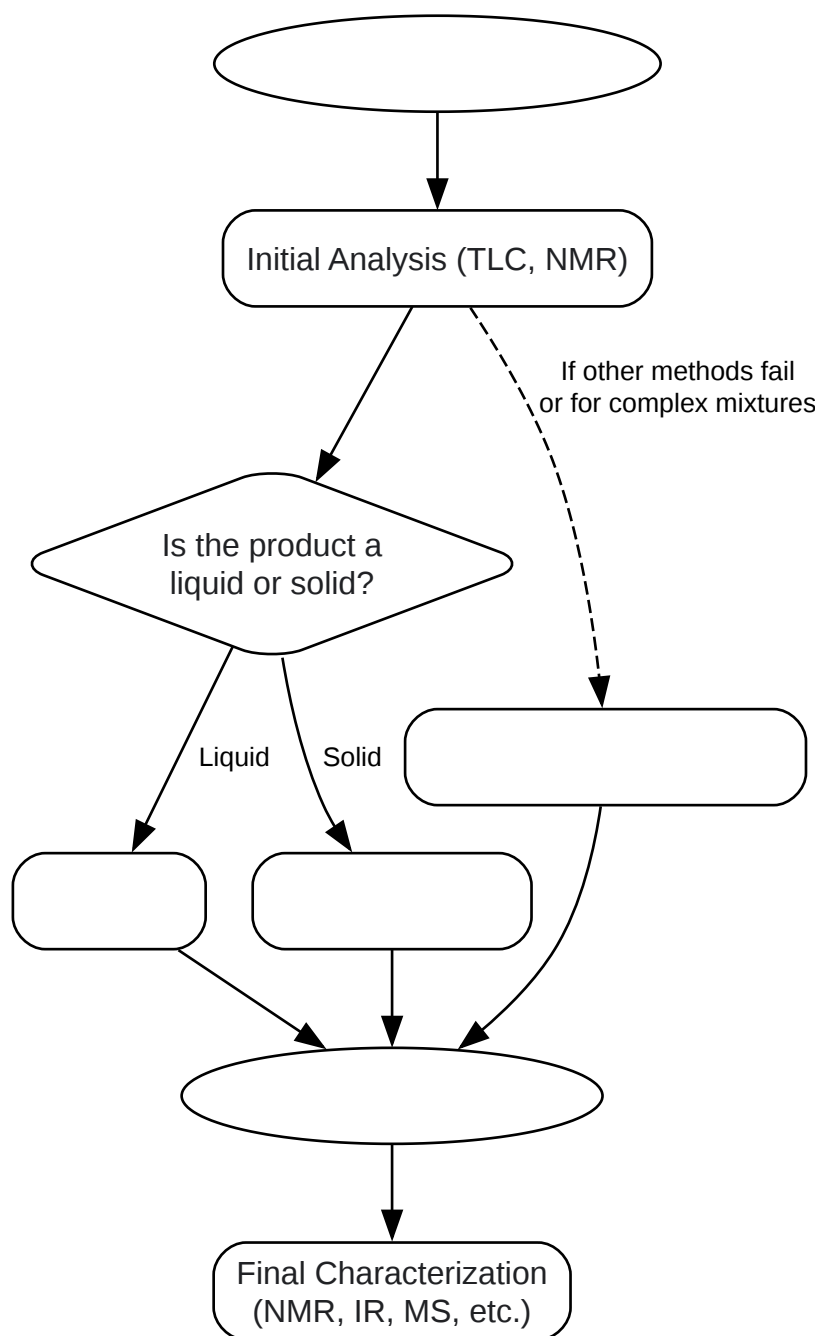 Initial Analysis (TLC, NMR)
If other methods fail
or for complex mixtures
Is the product a
liquid or solid?
Liquid
Solid
Final Characterization
(NMR, IR, MS, etc.)